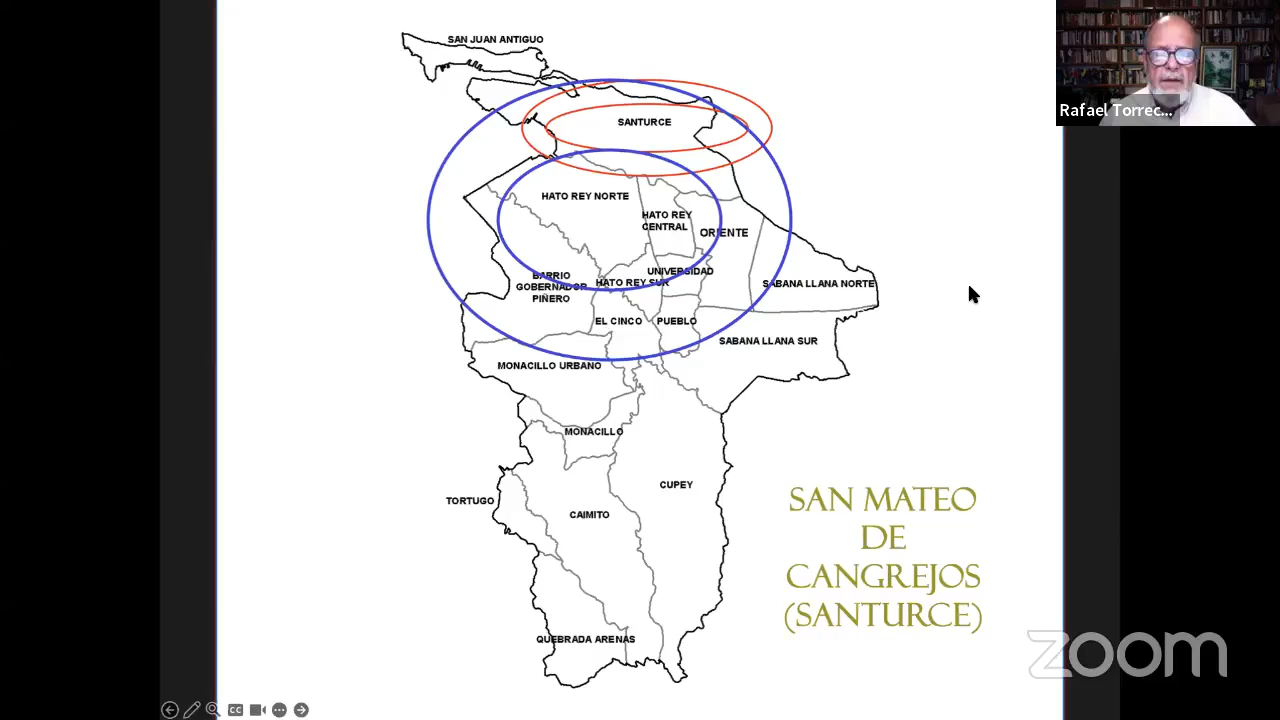 SAN JUAN ANTIGUO
Rafael Torrec...
SANTURCE
HATO REY NORTE
HATO REY
CENTRAL
ORIENTE
UNIVERSIDAD
BARRIO
GOBERNADOR
PIÑERO
HATO REY SUR
SABANA LLANA NORTE
EL CINCO
PUEBLO
SABANA LLANA SUR
MONACILLO URBANO
MONACILLO
CUPEY
TORTUGO
CAIMITO
QUEBRADA ARENAS
SAN MATEO
DE
CANGREJOS
(SANTURCE)
zoom
CC